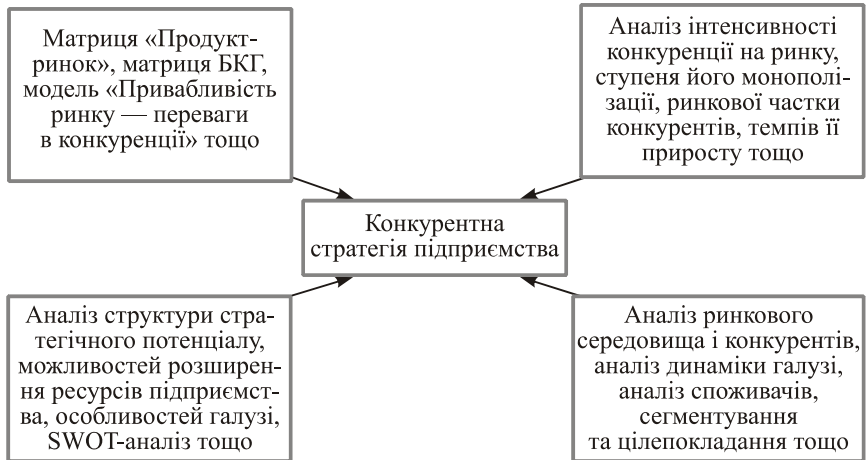 Матриця «Продукт-
ринок», матриця БКГ,
модель «Привабливість
ринку — переваги
в конкуренції» тощо
Аналіз інтенсивності
конкуренції на ринку,
ступеня його монополі-
зації, ринкової частки
конкурентів, темпів її
приросту тощо
Конкурентна
стратегія підприємства
Аналіз структури стра-
тегічного потенціалу,
можливостей розширен-
ня ресурсів підприємст-
ва, особливостей галузі,
SWOT-аналіз тощо
Аналіз ринкового
середовища і конкурентів,
аналіз динаміки галузі,
аналіз споживачів,
сегментування
та цілепокладання тощо